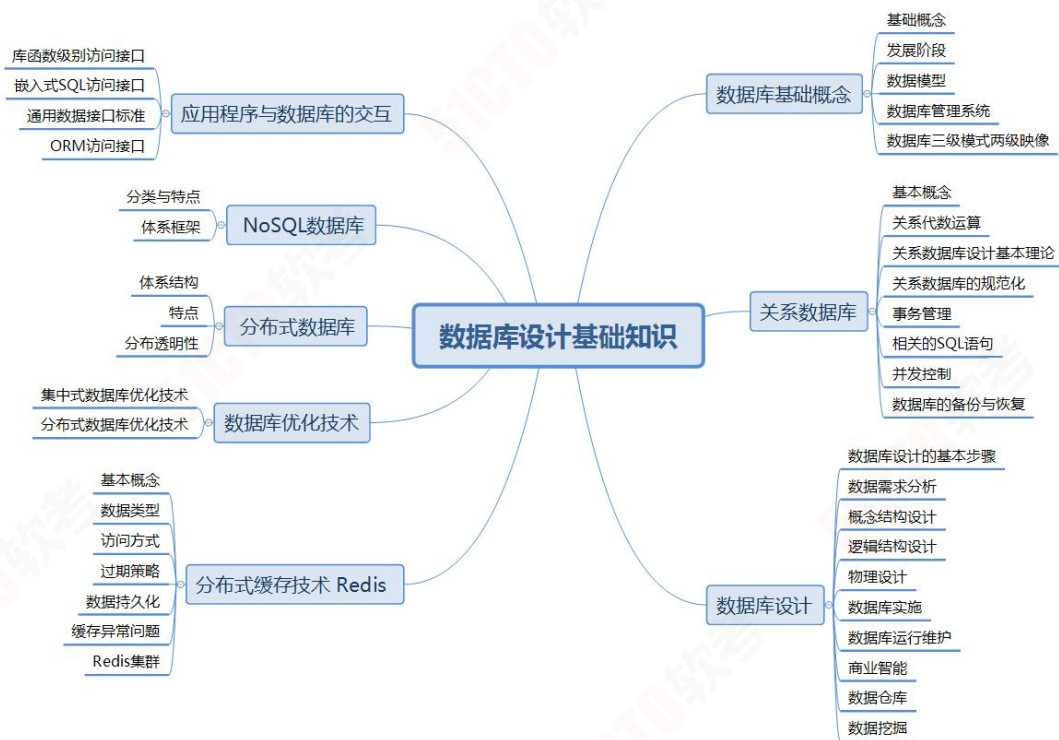 数据库设计基础知识
数据库基础概念
基础概念
发展阶段
数据模型
数据库管理系统
数据库三级模式两级映像
关系数据库
基本概念
关系代数运算
关系数据库设计基本理论
关系数据库的规范化
事务管理
相关的SQL语句
并发控制
数据库的备份与恢复
数据库设计
数据库设计的基本步骤
数据需求分析
概念结构设计
逻辑结构设计
物理设计
数据库实施
数据库运行维护
商业智能
数据仓库
数据挖掘
应用程序与数据库的交互
库函数级别访问接口
嵌入式SQL访问接口
通用数据接口标准
ORM访问接口
NoSQL数据库
分类与特点
体系框架
分布式数据库
体系结构
特点
分布透明性
数据库优化技术
集中式数据库优化技术
分布式数据库优化技术
分布式缓存技术 Redis
基本概念
数据类型
访问方式
过期策略
数据持久化
缓存异常问题
Redis集群